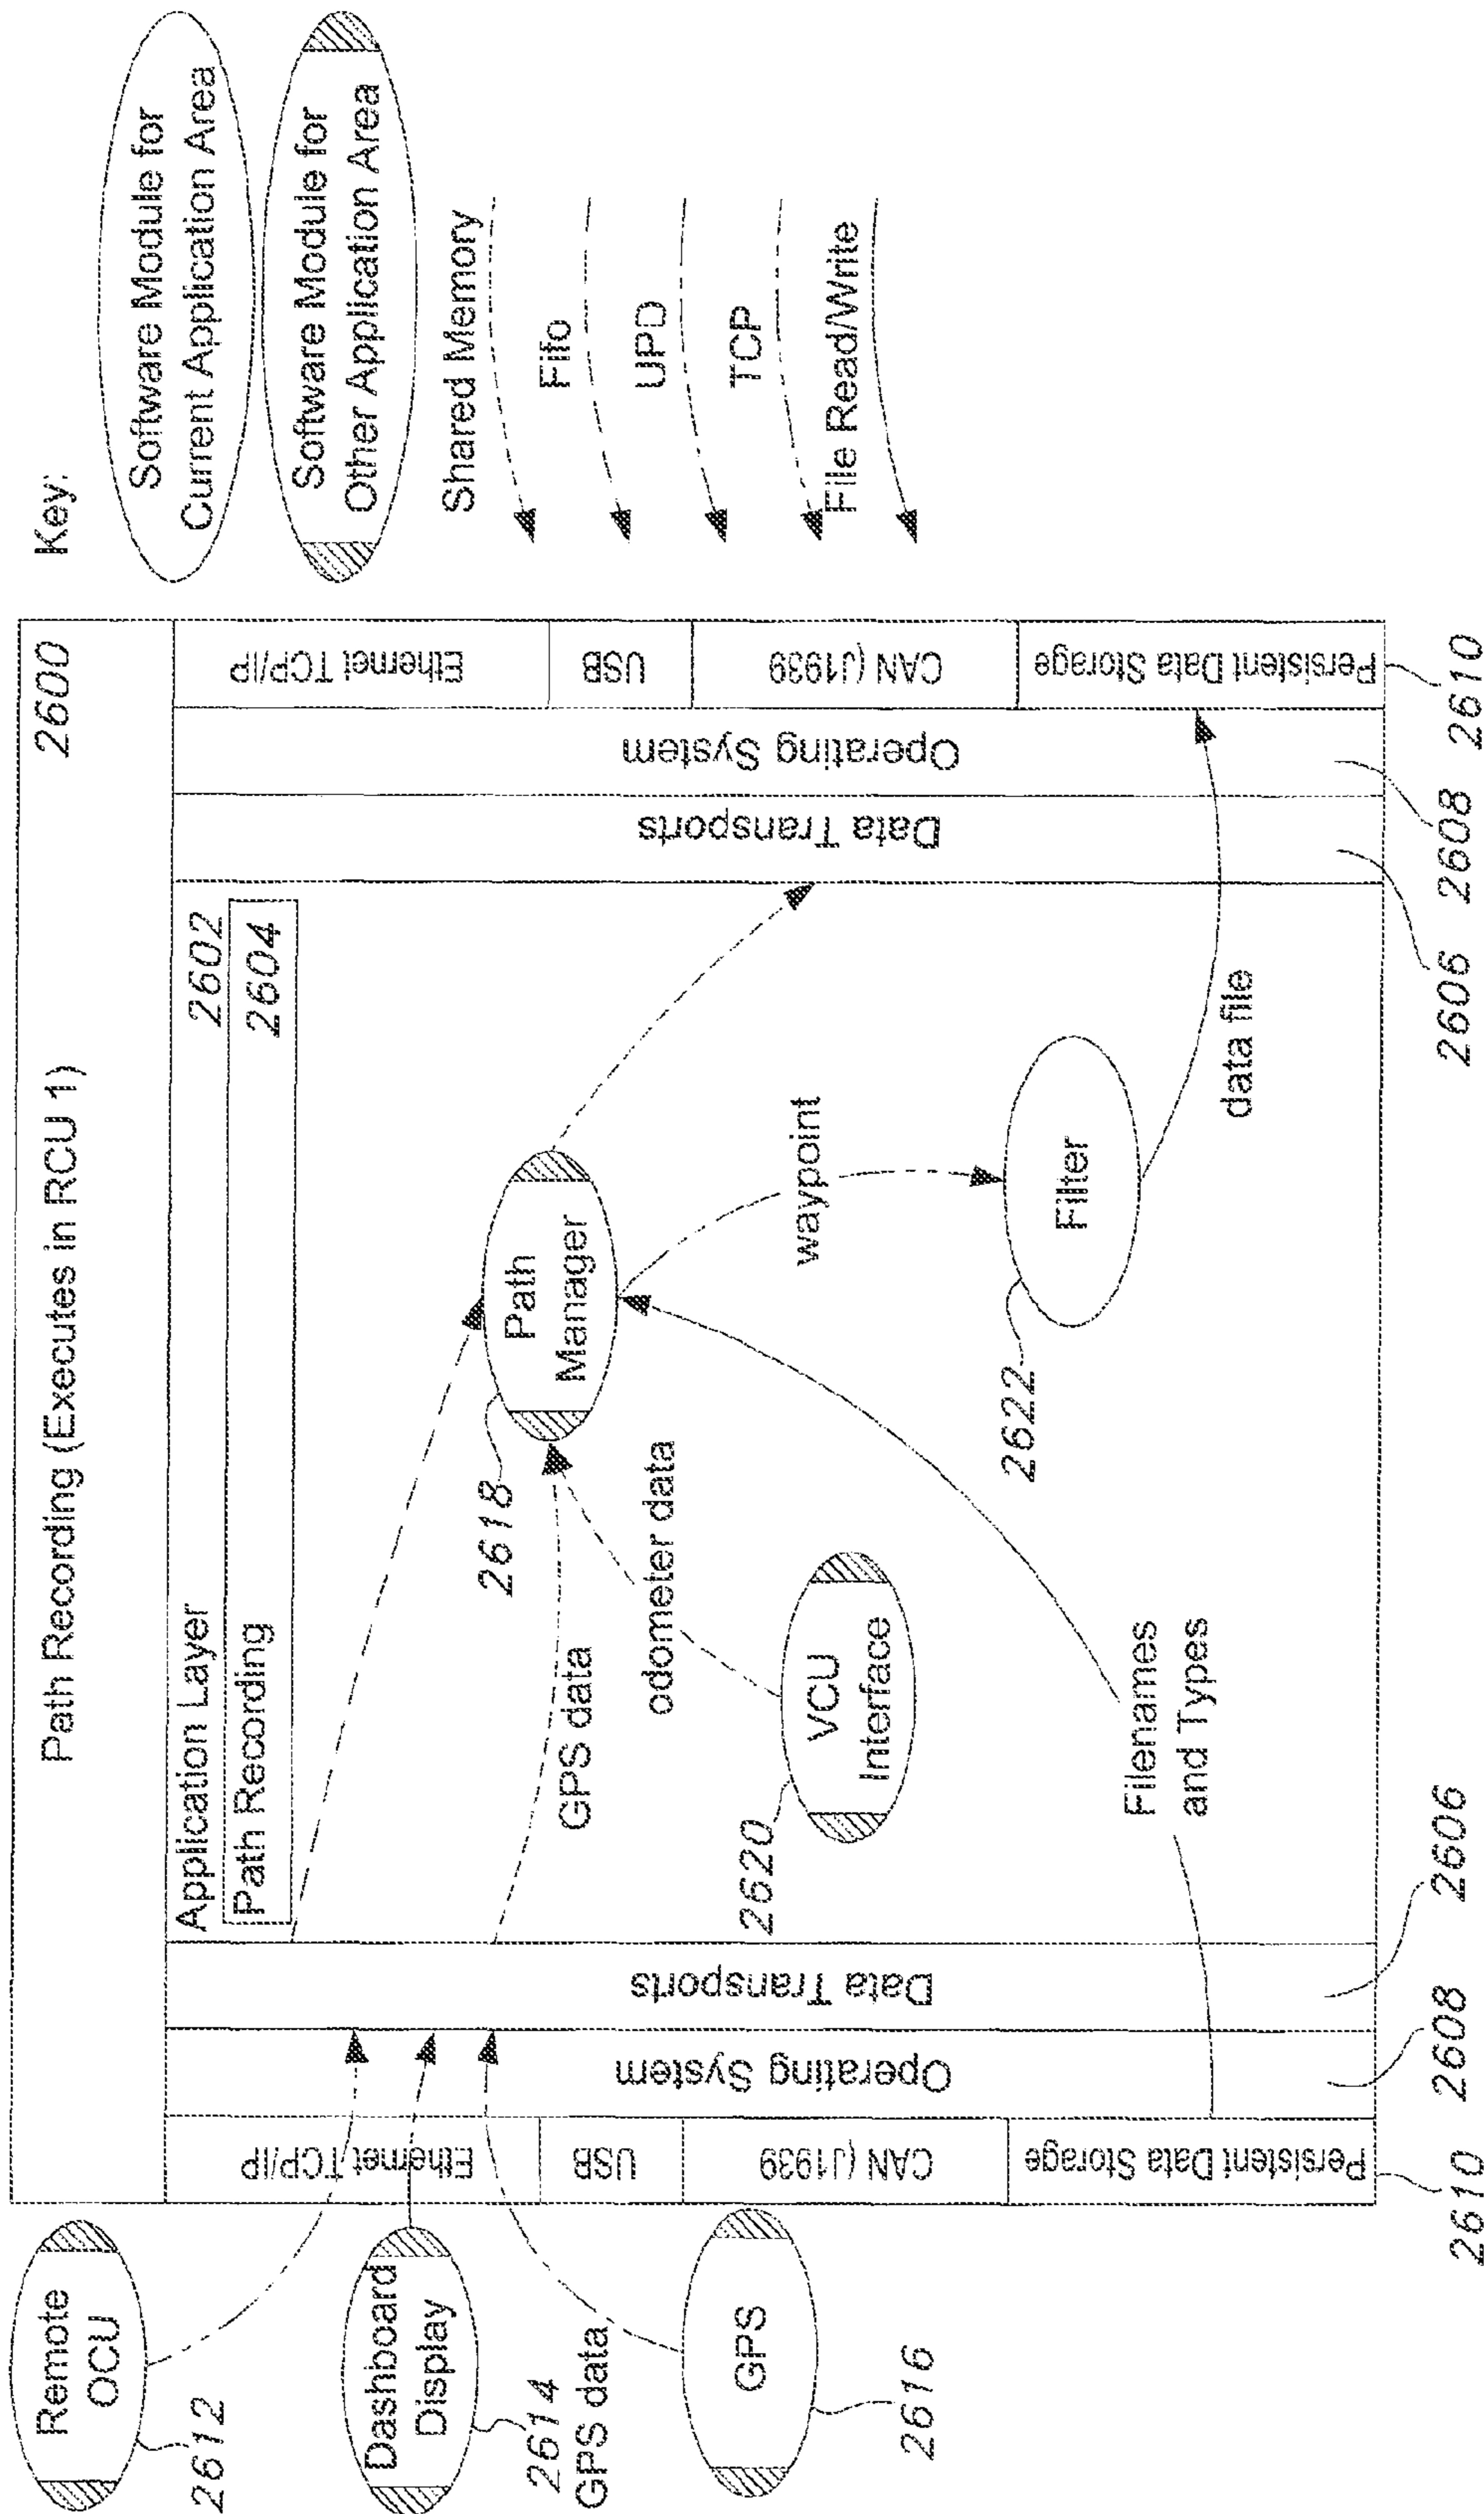 Path Recording (Executes in RCU 1)
2600
Application Layer
2602
Path Recording
2604
Remote
OCU
2612
Dashboard
Display
2614
GPS data
GPS
2616
Ethernet TCP/IP
USB
CAN (J1939
Persistent Data Storage
2610
Operating System
2608
Data Transports
2606
GPS data
odometer data
VCU
Interface
2620
Filenames
and Types
Path
Manager
2618
waypoint
Filter
2622
data file
Data Transports
2606
Operating System
2608
Ethernet TCP/IP
USB
CAN (J1939
Persistent Data Storage
2610
Key:
Software Module for
Current Application Area
Software Module for
Other Application Area
Shared Memory
Fifo
UPD
TCP
File Read/Write